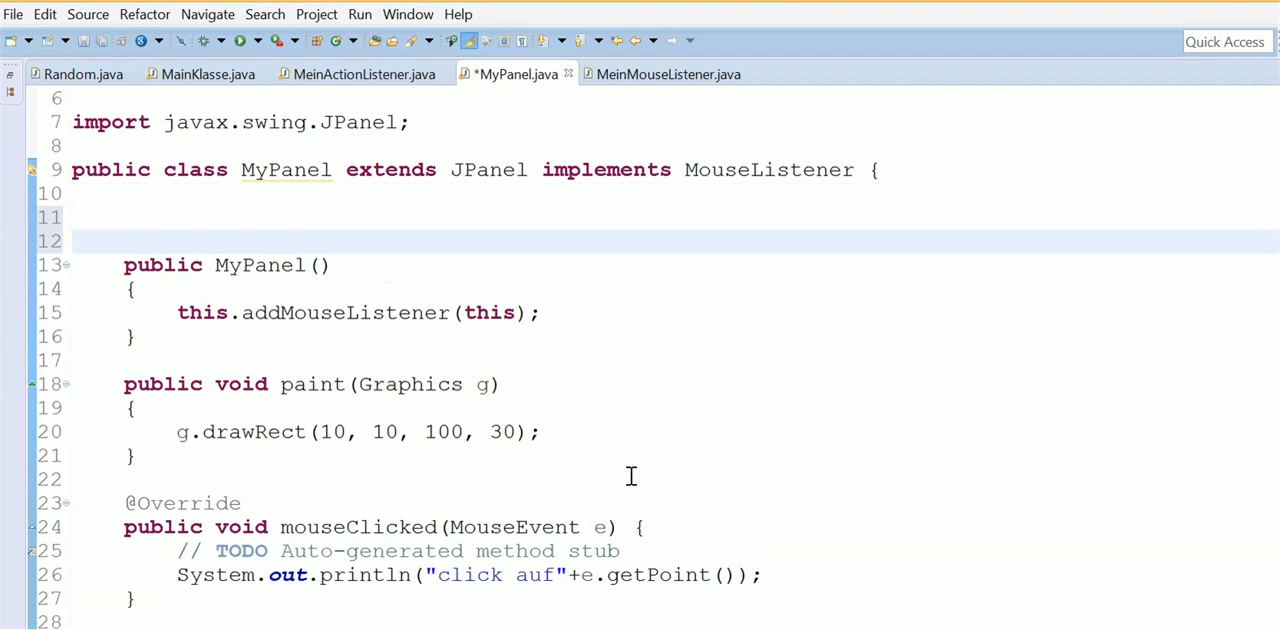 File Edit Source Refactor Navigate Search Project Run Window Help
Quick Access
Random.java MainKlasse.java MeinActionListener.java *MyPanel.java MeinMouseListener.java
6
7 import javax.swing.JPanel;
8
9 public class MyPanel extends JPanel implements MouseListener {
10
11
12
13 public MyPanel()
14 {
15 this.addMouseListener(this);
16 }
17
18 public void paint(Graphics g)
19 {
20 g.drawRect(10, 10, 100, 30);
21 }
22
23 @Override
24 public void mouseClicked(MouseEvent e) {
25 // TODO Auto-generated method stub
26 System.out.println("click auf"+e.getPoint());
27 }
28